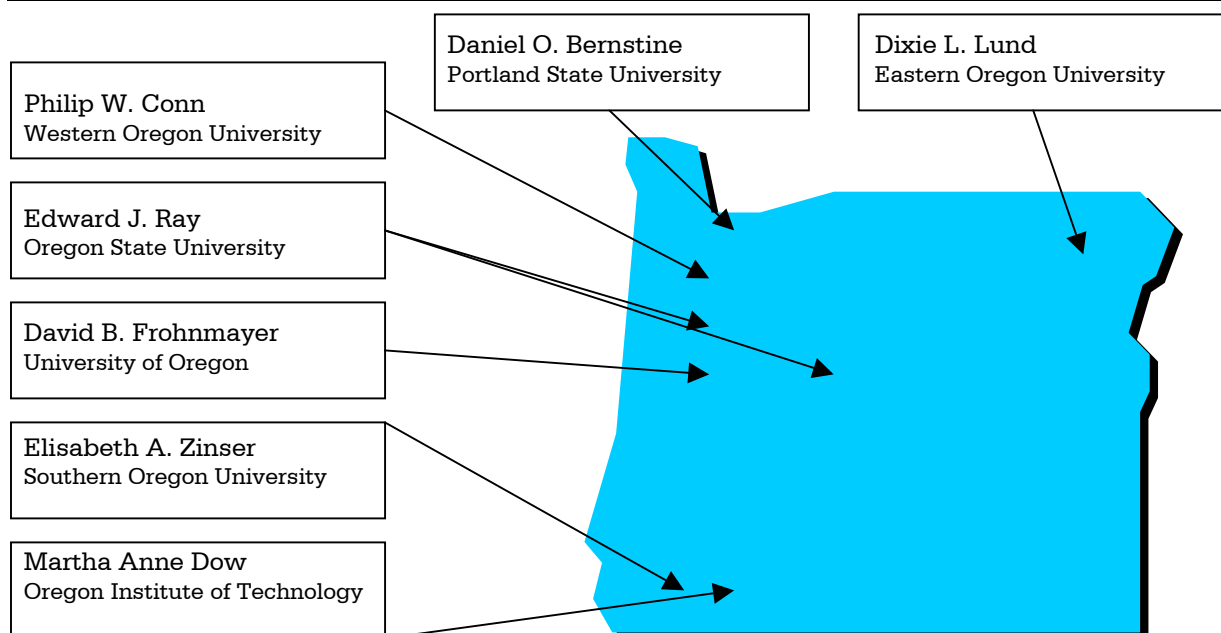 Daniel O. Bernstine
Portland State University
Dixie L. Lund
Eastern Oregon University
Philip W. Conn
Western Oregon University
Edward J. Ray
Oregon State University
David B. Frohnmayer
University of Oregon
Elisabeth A. Zinser
Southern Oregon University
Martha Anne Dow
Oregon Institute of Technology